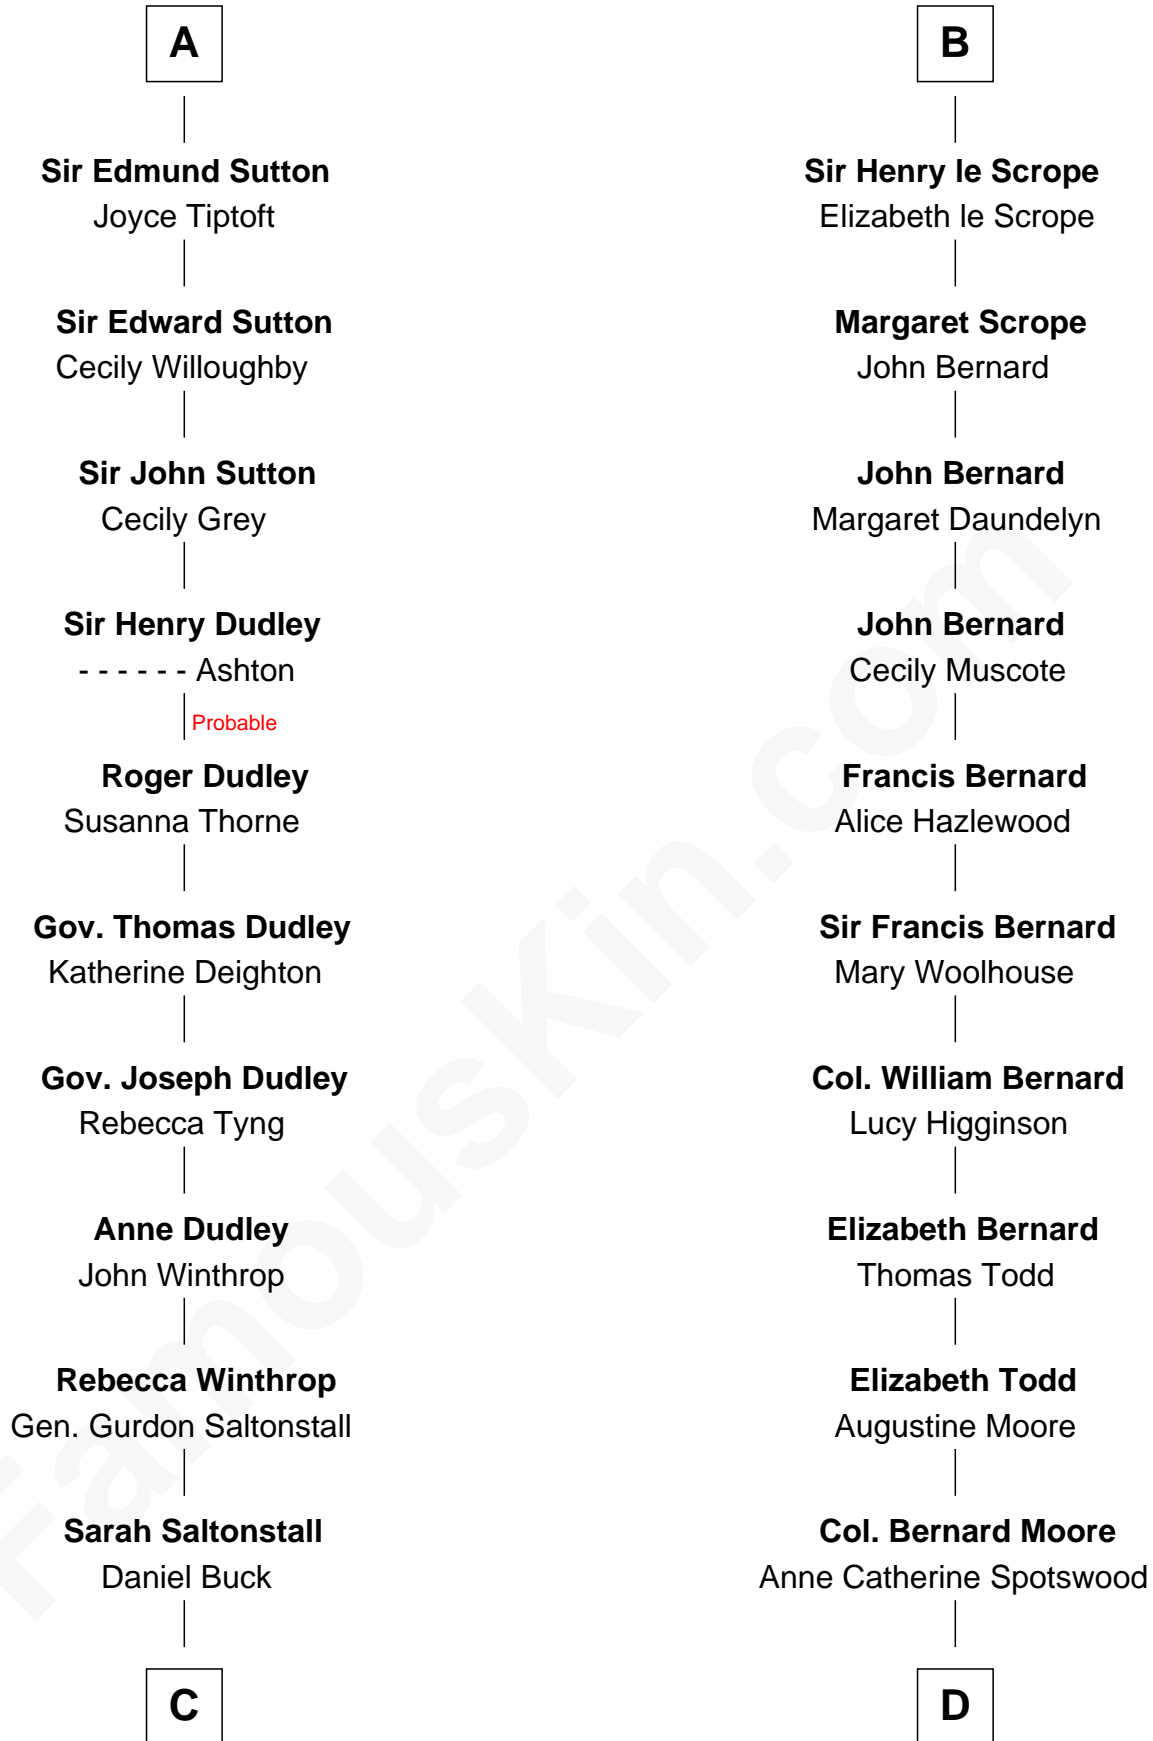 A
Sir Edmund Sutton
Joyce Tiptoft
Sir Edward Sutton
Cecily Willoughby
Sir John Sutton
Cecily Grey
Sir Henry Dudley
- - - - - - Ashton
Probable
Roger Dudley
Susanna Thorne
Gov. Thomas Dudley
Katherine Deighton
Gov. Joseph Dudley
Rebecca Tyng
Anne Dudley
John Winthrop
Rebecca Winthrop
Gen. Gurdon Saltonstall
Sarah Saltonstall
Daniel Buck
C
B
Sir Henry le Scrope
Elizabeth le Scrope
Margaret Scrope
John Bernard
John Bernard
Margaret Daundelyn
John Bernard
Cecily Muscote
Francis Bernard
Alice Hazlewood
Sir Francis Bernard
Mary Woolhouse
Col. William Bernard
Lucy Higginson
Elizabeth Bernard
Thomas Todd
Elizabeth Todd
Augustine Moore
Col. Bernard Moore
Anne Catherine Spotswood
D
FamousKin.com